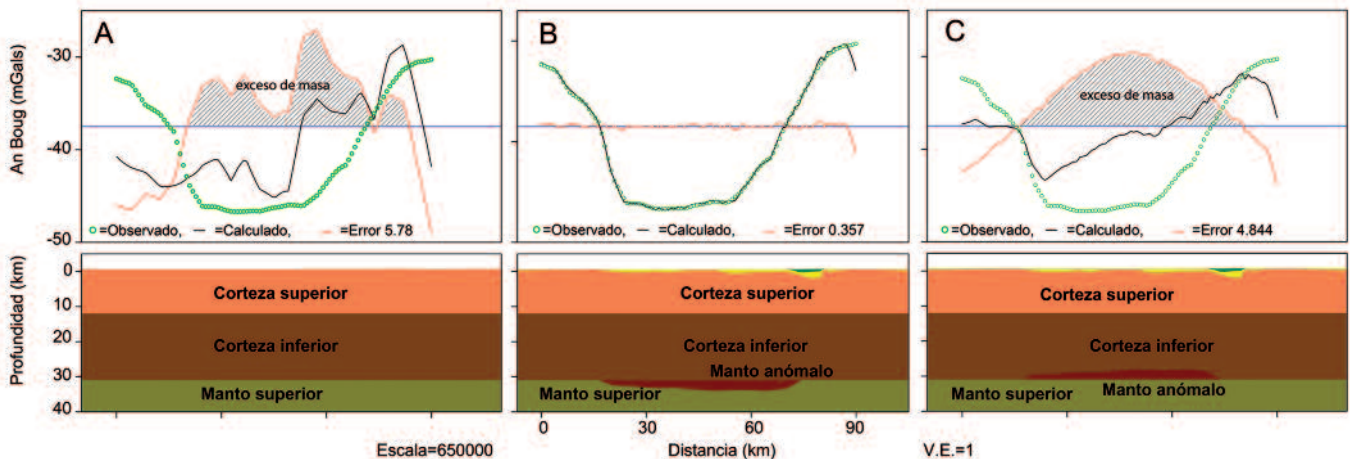 A
B
C
An Boug (mGals)
-30
-40
-50
exceso de masa
exceso de masa
=Observado, =Calculado, =Error 5.78
=Observado, =Calculado, =Error 0.357
=Observado, =Calculado, =Error 4.844
Profundidad (km)
0
10
20
30
40
Corteza superior
Corteza inferior
Manto superior
Corteza superior
Corteza inferior
Manto anómalo
Manto superior
Corteza superior
Corteza inferior
Manto superior
Manto anómalo
0 30 60 90
Escala=650000
Distancia (km)
V.E.=1